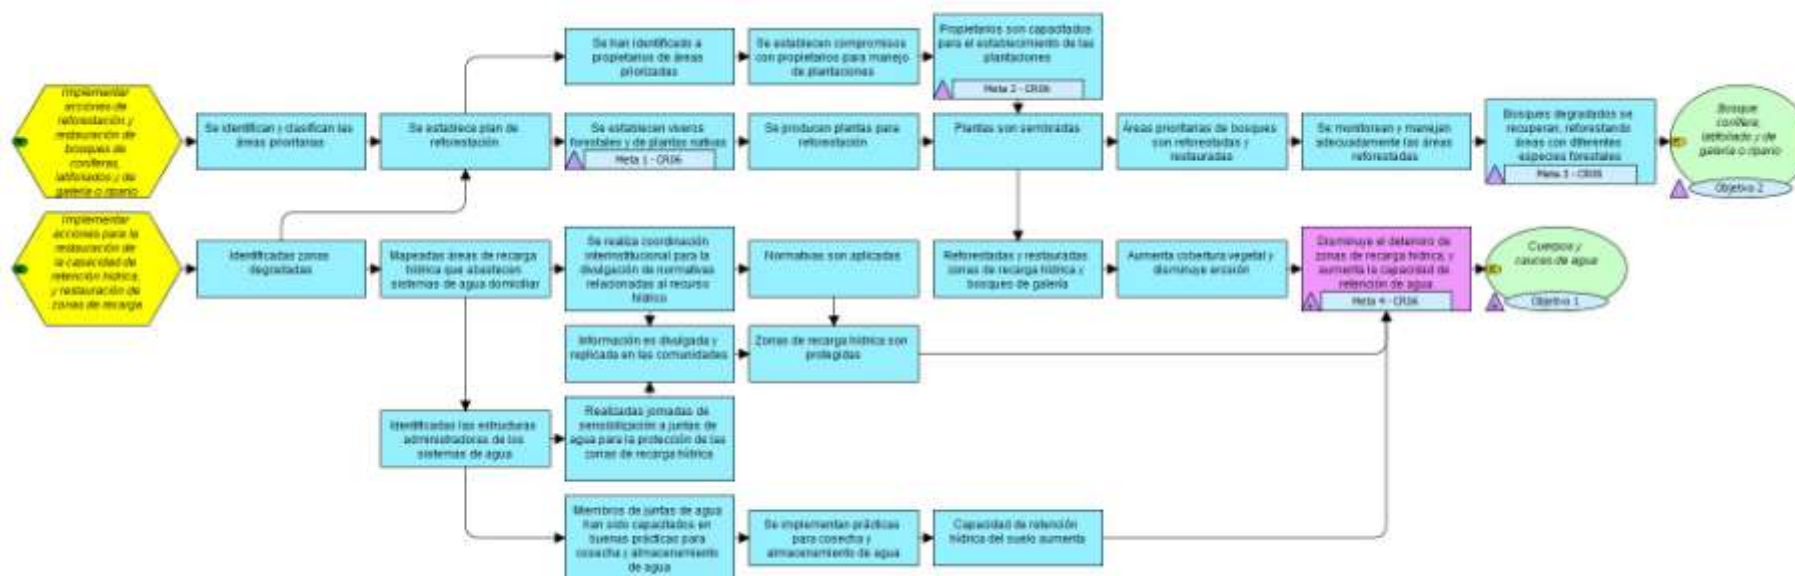 Implementar
acciones de
reforestación y
restauración de
bosques de
coníferas,
latifoliados y de
galería o ripario
Se identifican y clasifican las
áreas prioritarias
Se establece plan de
reforestación
Se han identificado a
propietarios de áreas
priorizadas
Se establecen compromisos
con propietarios para manejo
de plantaciones
Propietarios son capacitados
para el establecimiento de las
plantaciones
Meta 2 - CR06
Se establecen viveros
forestales y de plantas nativas
Meta 1 - CR06
Se producen plantas para
reforestación
Plantas son sembradas
Áreas prioritarias de bosques
son reforestadas y
restauradas
Se monitorean y manejan
adecuadamente las áreas
reforestadas
Bosques degradados se
recuperan, reforestando
áreas con diferentes
especies forestales
Meta 3 - CR06
Bosque
conífera,
latifoliado y de
galería o ripario
Objetivo 2
Implementar
acciones para la
restauración de
la capacidad de
retención hídrica,
y restauración de
zonas de recarga
Identificadas zonas
degradadas
Mapeadas áreas de recarga
hídrica que abastecen
sistemas de agua domiciliar
Se realiza coordinación
interinstitucional para la
divulgación de normativas
relacionadas al recurso
hídrico
Normativas son aplicadas
Reforestadas y restauradas
zonas de recarga hídrica y
bosques de galería
Aumenta cobertura vegetal y
disminuye erosión
Disminuye el deterioro de
zonas de recarga hídrica, y
aumenta la capacidad de
retención de agua
Meta 4 - CR06
Cuerpos y
cauces de agua
Objetivo 1
Información es divulgada y
replicada en las comunidades
Zonas de recarga hídrica son
protegidas
Identificadas las estructuras
administradoras de los
sistemas de agua
Realizadas jornadas de
sensibilización a juntas de
agua para la protección de las
zonas de recarga hídrica
Miembros de juntas de agua
han sido capacitados en
buenas prácticas para
cosecha y almacenamiento
de agua
Se implementan prácticas
para cosecha y
almacenamiento de agua
Capacidad de retención
hídrica del suelo aumenta